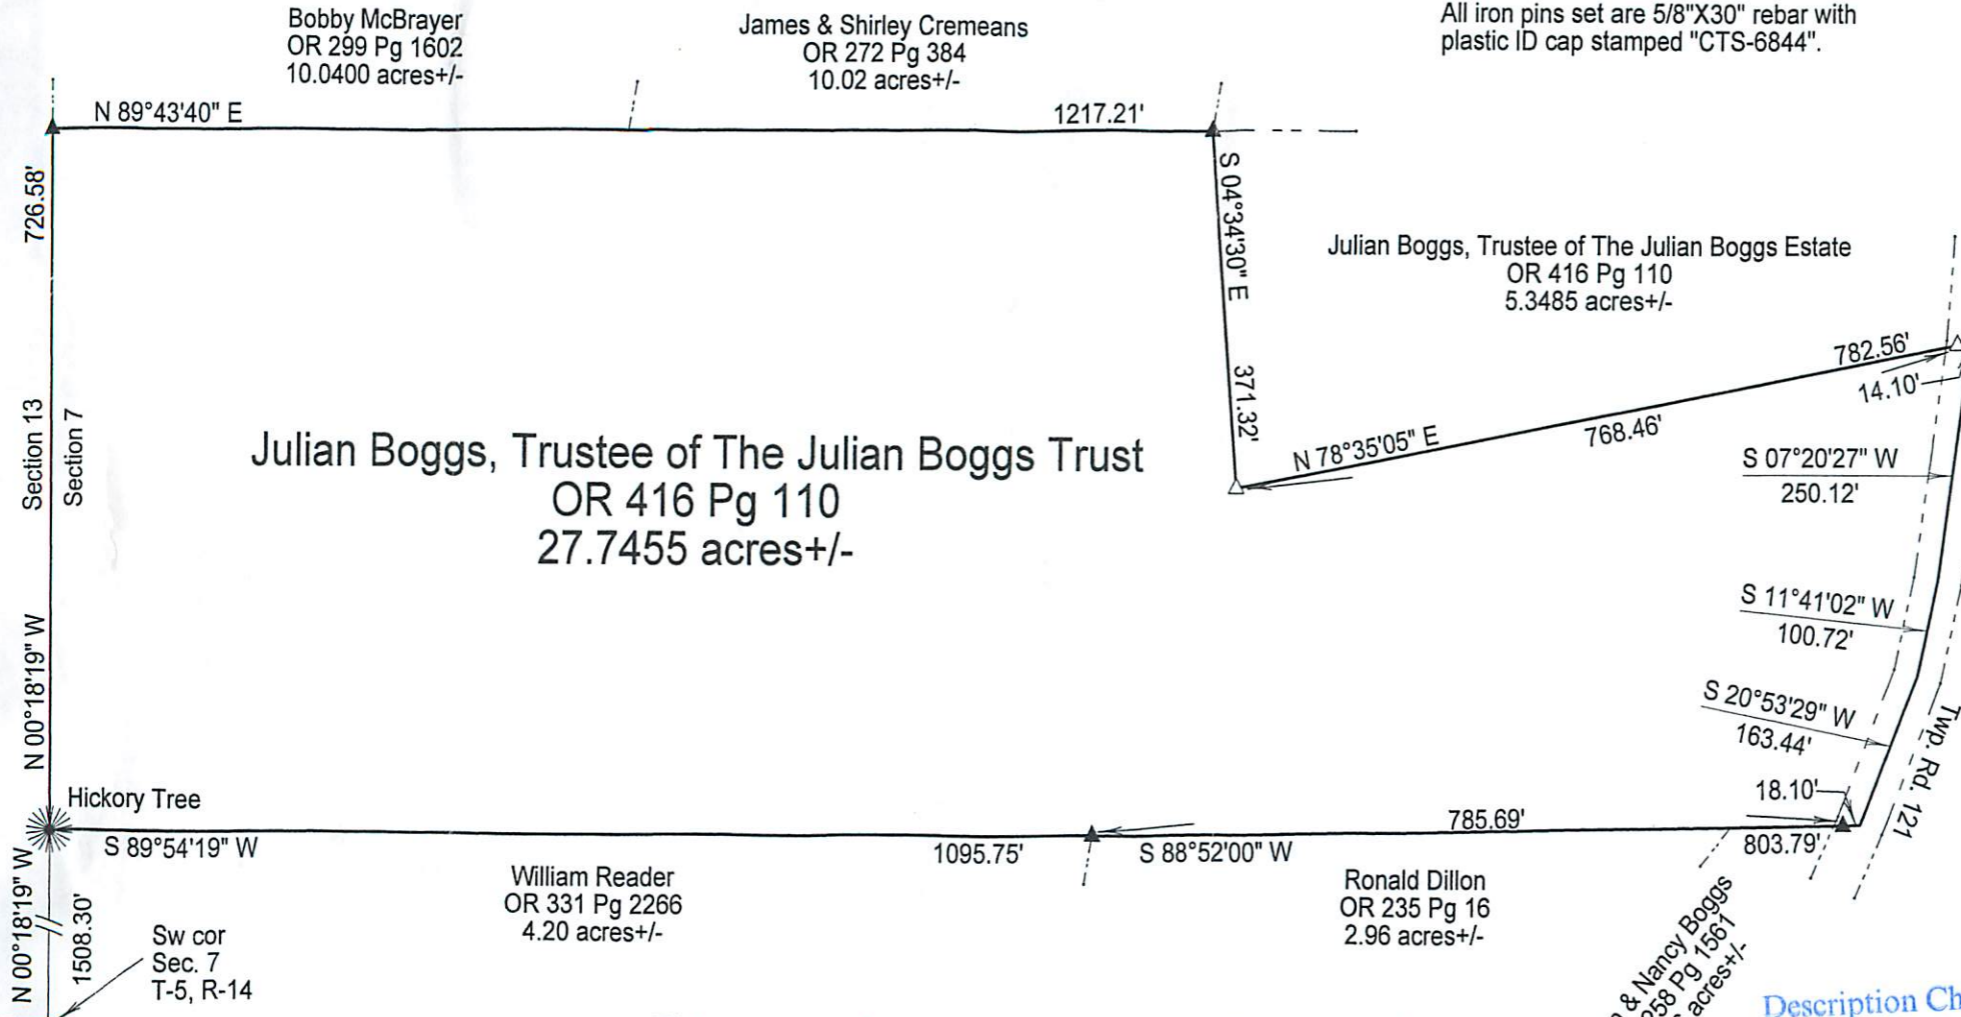 Bobby McBrayer
OR 299 Pg 1602
10.0400 acres+/-
James & Shirley Cremeans
OR 272 Pg 384
10.02 acres+/-
All iron pins set are 5/8"X30" rebar with
plastic ID cap stamped "CTS-6844".
N 89°43'40" E
1217.21'
726.58'
S 04°34'30" E
371.32'
Julian Boggs, Trustee of The Julian Boggs Estate
OR 416 Pg 110
5.3485 acres+/-
782.56'
14.10'
N 78°35'05" E
768.46'
Section 13
Section 7
Julian Boggs, Trustee of The Julian Boggs Trust
OR 416 Pg 110
27.7455 acres+/-
S 07°20'27" W
250.12'
S 11°41'02" W
100.72'
S 20°53'29" W
163.44'
Twp. Rd. 121
N 00°18'19" W
Hickory Tree
18.10'
S 89°54'19" W
1095.75'
785.69'
S 88°52'00" W
803.79'
William Reader
OR 331 Pg 2266
4.20 acres+/-
Ronald Dillon
OR 235 Pg 16
2.96 acres+/-
& Nancy Boggs
258 Pg 1561
acres+/-
N 00°18'19" W
1508.30'
Sw cor
Sec. 7
T-5, R-14
Description Ch